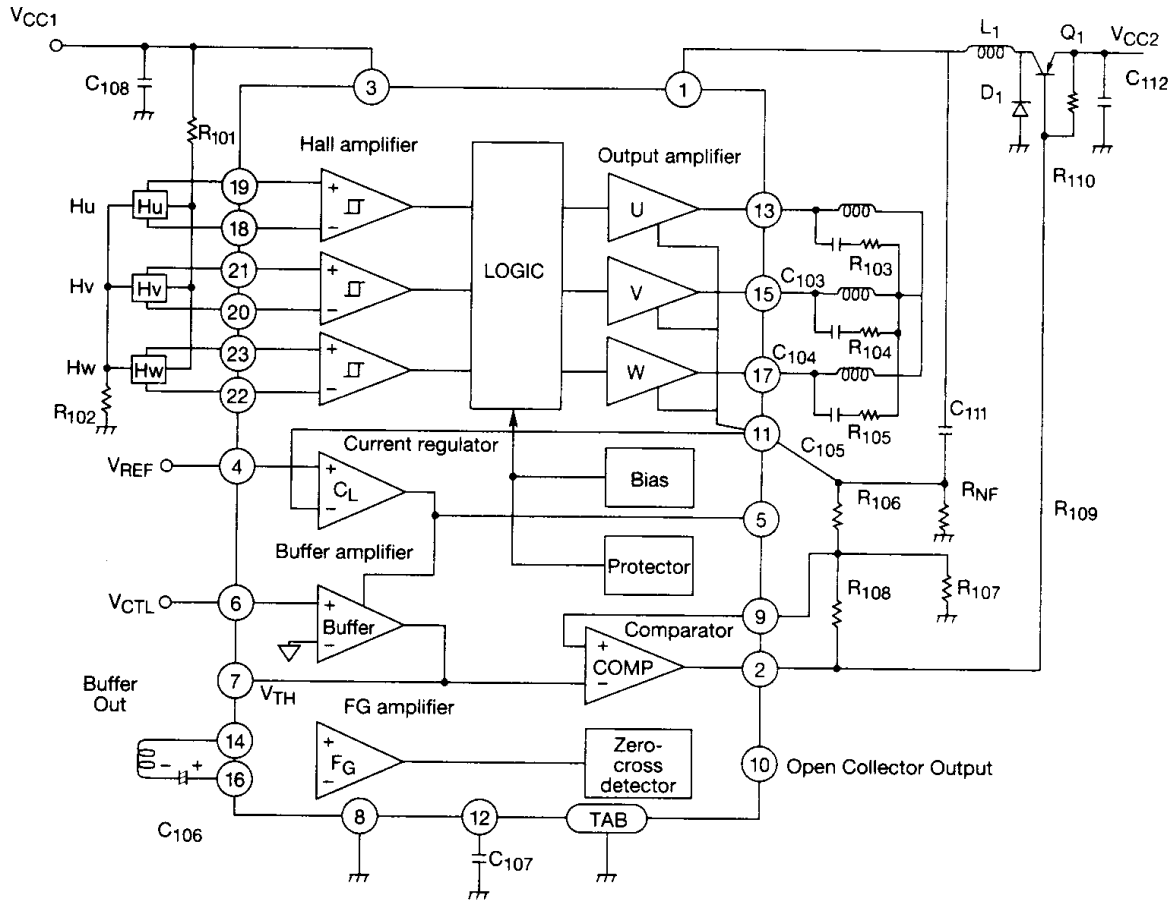 VCC1
L1
Q1
VCC2
C108
3
1
D1
C112
R101
Hall amplifier
Output amplifier
R110
19
+
Hu
Hu
U
13
18
−
LOGIC
R103
21
+
C103
Hv
Hv
V
15
20
−
R104
23
+
C104
Hw
Hw
W
17
22
−
R102
R105
C111
11
C105
Current regulator
VREF
4
+
CL
−
Bias
R106
RNF
R109
5
Buffer amplifier
Protector
R108
R107
VCTL
6
+
Buffer
−
9
Comparator
+
COMP
−
2
Buffer
Out
7
VTH
FG amplifier
14
+
FG
−
Zero-
cross
detector
10
Open Collector Output
−
+
16
8
12
TAB
C106
C107